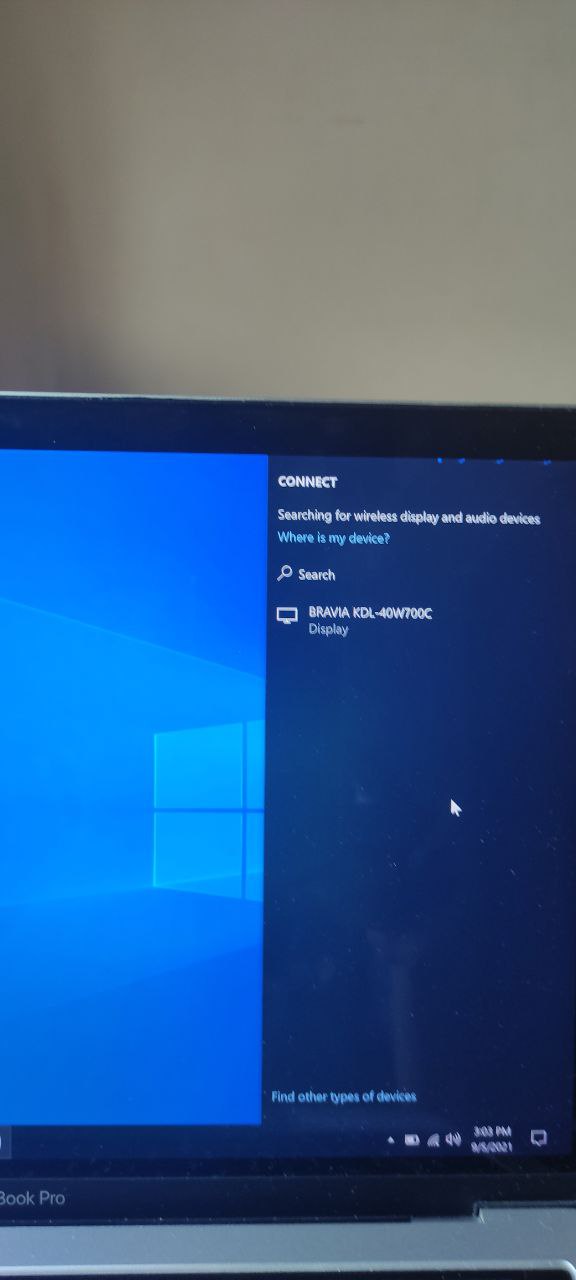 CONNECT
Searching for wireless display and audio devices
Where is my device?
Search
BRAVIA KDL-40W700C
Display
Find other types of devices
3:03 PM
9/5/2021
Book Pro